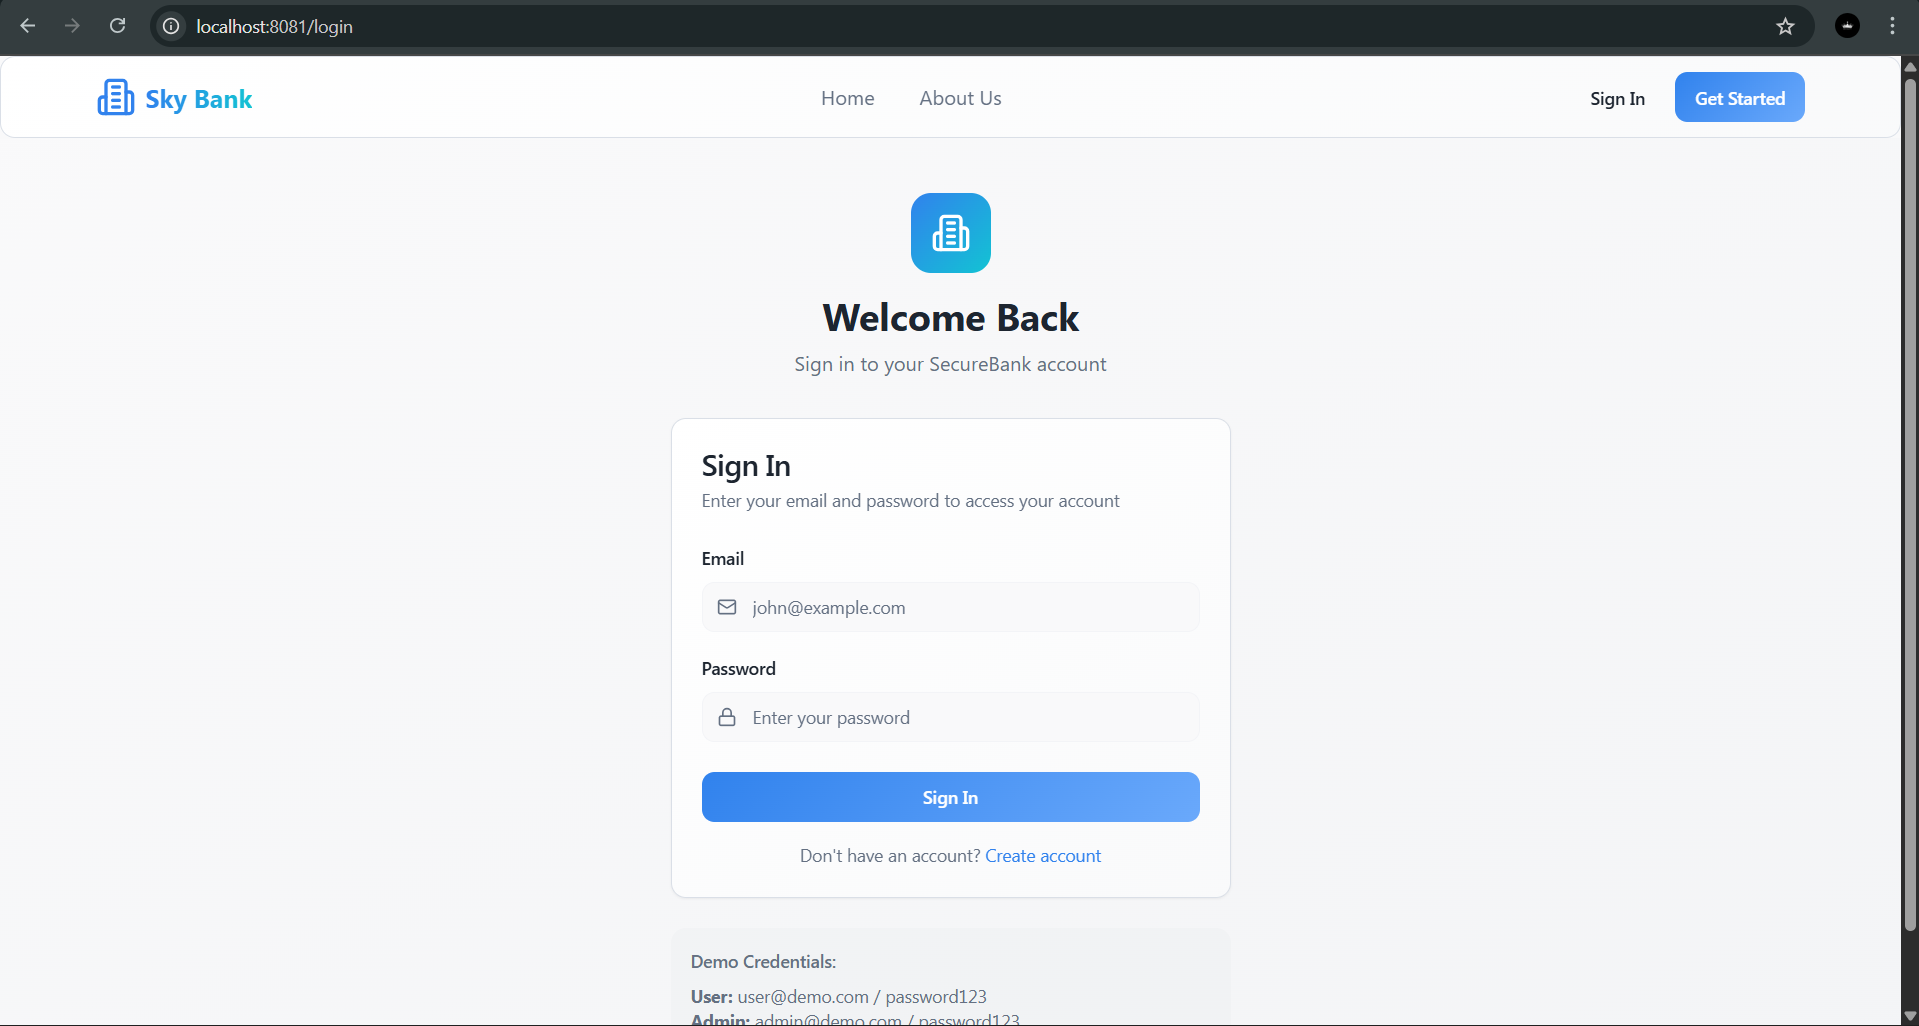 localhost:8081/login
Sky Bank
Home
About Us
Sign In
Get Started
Welcome Back
Sign in to your SecureBank account
Sign In
Enter your email and password to access your account
Email
john@example.com
Password
Enter your password
Sign In
Don't have an account? Create account
Demo Credentials:
User: user@demo.com / password123
Admin: admin@demo.com / password123